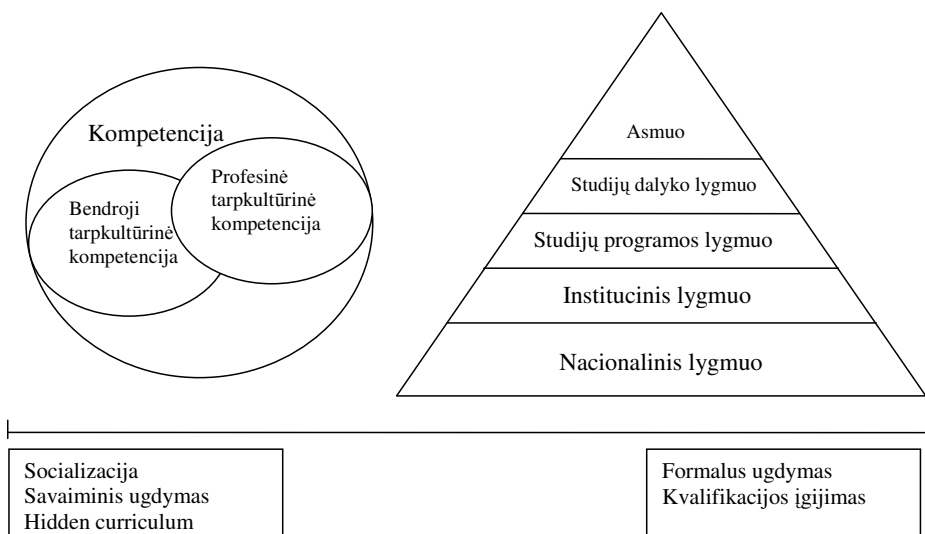 Kompetencija
Bendroji
tarpkultūrinė
kompetencija
Profesinė
tarpkultūrinė
kompetencija
Asmuo
Studijų dalyko lygmuo
Studijų programos lygmuo
Institucinis lygmuo
Nacionalinis lygmuo
Socializacija
Savaiminis ugdymas
Hidden curriculum
Formalus ugdymas
Kvalifikacijos įgijimas